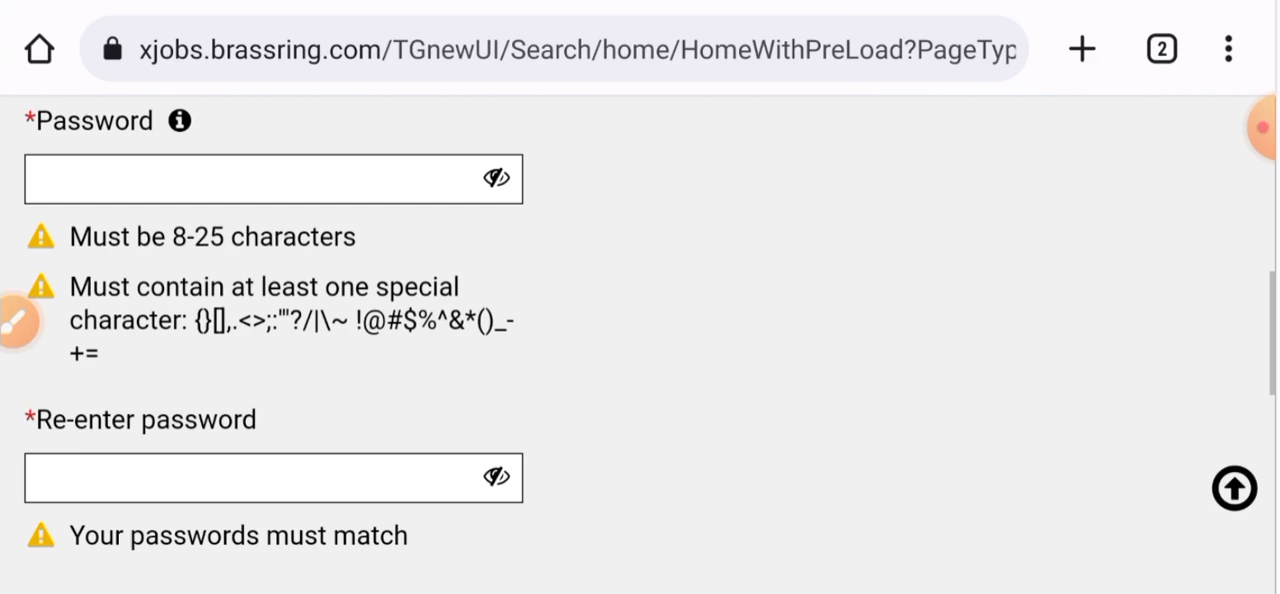 xjobs.brassring.com/TGnewUI/Search/home/HomeWithPreLoad?PageTyp
2
*Password
Must be 8-25 characters
Must contain at least one special
character: {}[],.<>;:'"?/|\~ !@#$%^&*()_-
+=
*Re-enter password
Your passwords must match